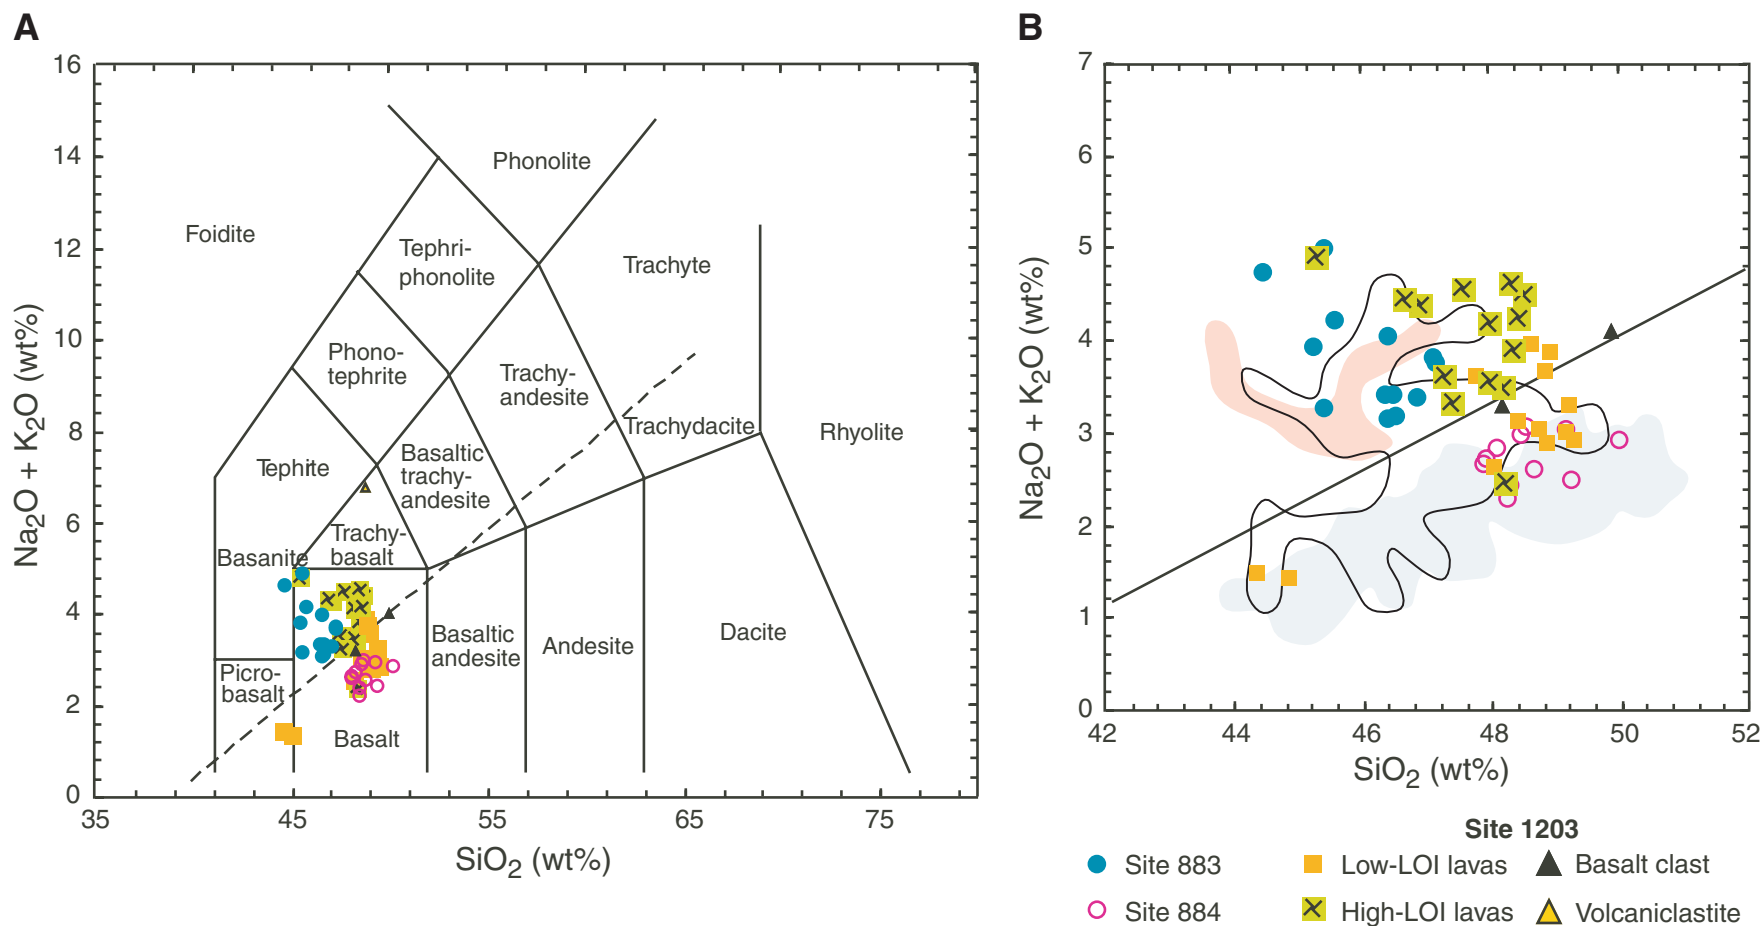 A
16
14
12
10
8
6
4
2
0
35
45
55
65
75
Na2O + K2O (wt%)
SiO2 (wt%)
Foidite
Phonolite
Tephri-
phonolite
Trachyte
Phono-
tephrite
Trachy-
andesite
Trachydacite
Rhyolite
Tephite
Basaltic
trachy-
andesite
Trachy-
basalt
Basanite
Picro-
basalt
Basalt
Basaltic
andesite
Andesite
Dacite
B
7
6
5
4
3
2
1
0
42
44
46
48
50
52
Na2O + K2O (wt%)
SiO2 (wt%)
Site 1203
Site 883
Low-LOI lavas
Basalt clast
Site 884
High-LOI lavas
Volcaniclastite